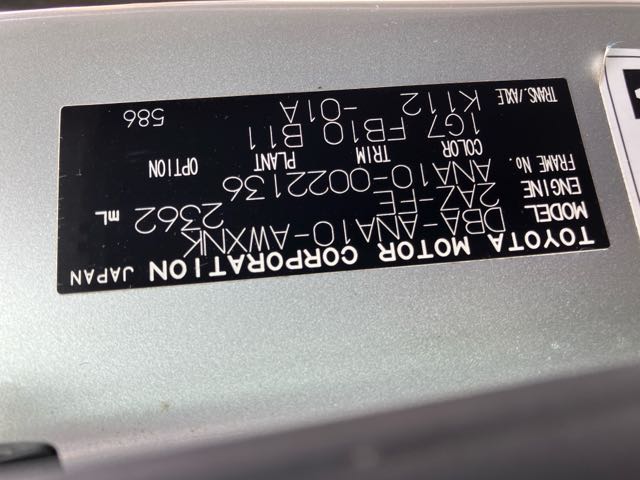 TOYOTA MOTOR CORPORATION JAPAN
MODEL DBA-ANA10-AWXNK
ENGINE 2AZ-FE 2362 mL
FRAME No. ANA10-0022136
COLOR TRIM PLANT OPTION
1G7 FB10 B11
TRANS./AXLE K112 -01A
586